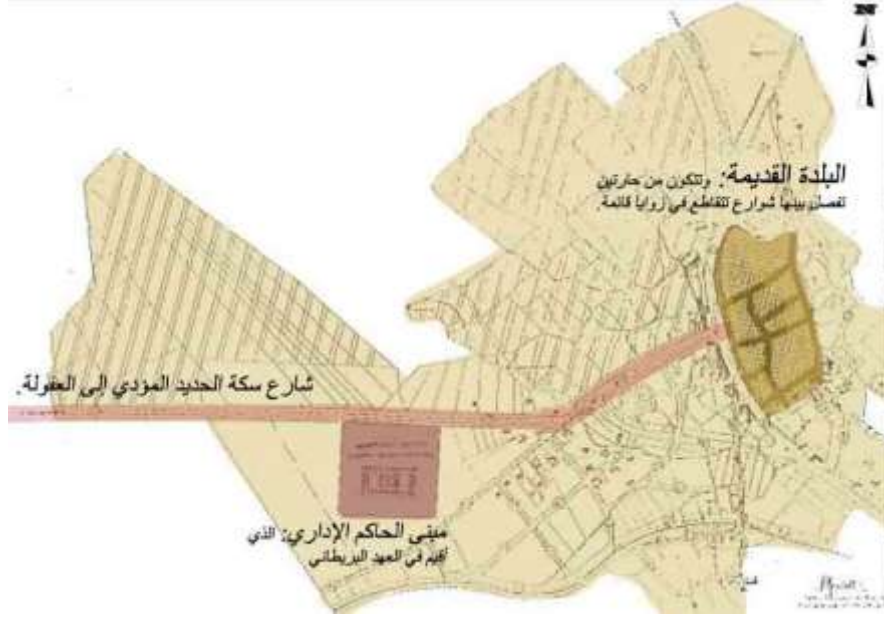 البلدة القديمة: وتتكون من حارتين
تفصل بينها شوارع تتقاطع في زوايا قائمة.
شارع سكة الحديد المؤدي إلى العفولة.
مبنى الحاكم الإداري: الذي
أقيم في العهد البريطاني